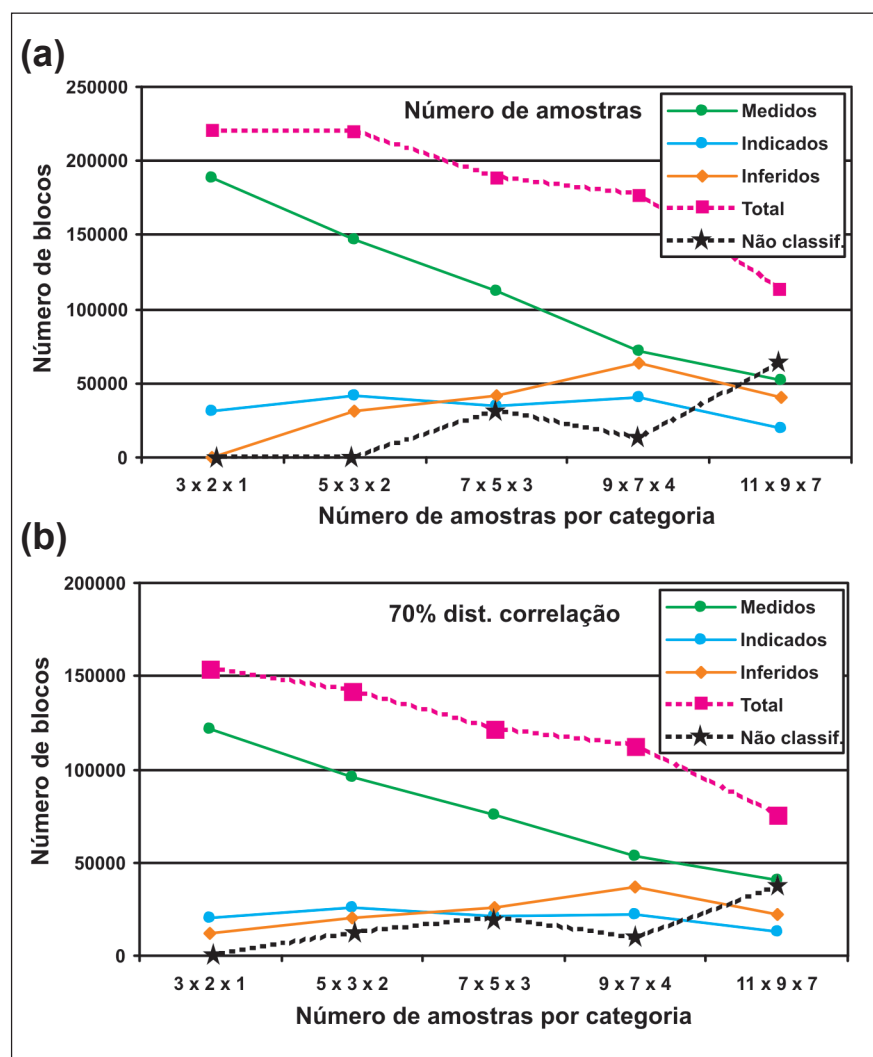 (a)
250000
200000
150000
100000
50000
0
Número de blocos
Número de amostras
Medidos
Indicados
Inferidos
Total
Não classif.
3 x 2 x 1
5 x 3 x 2
7 x 5 x 3
9 x 7 x 4
11 x 9 x 7
Número de amostras por categoria
(b)
200000
150000
100000
50000
0
Número de blocos
70% dist. correlação
Medidos
Indicados
Inferidos
Total
Não classif.
3 x 2 x 1
5 x 3 x 2
7 x 5 x 3
9 x 7 x 4
11 x 9 x 7
Número de amostras por categoria